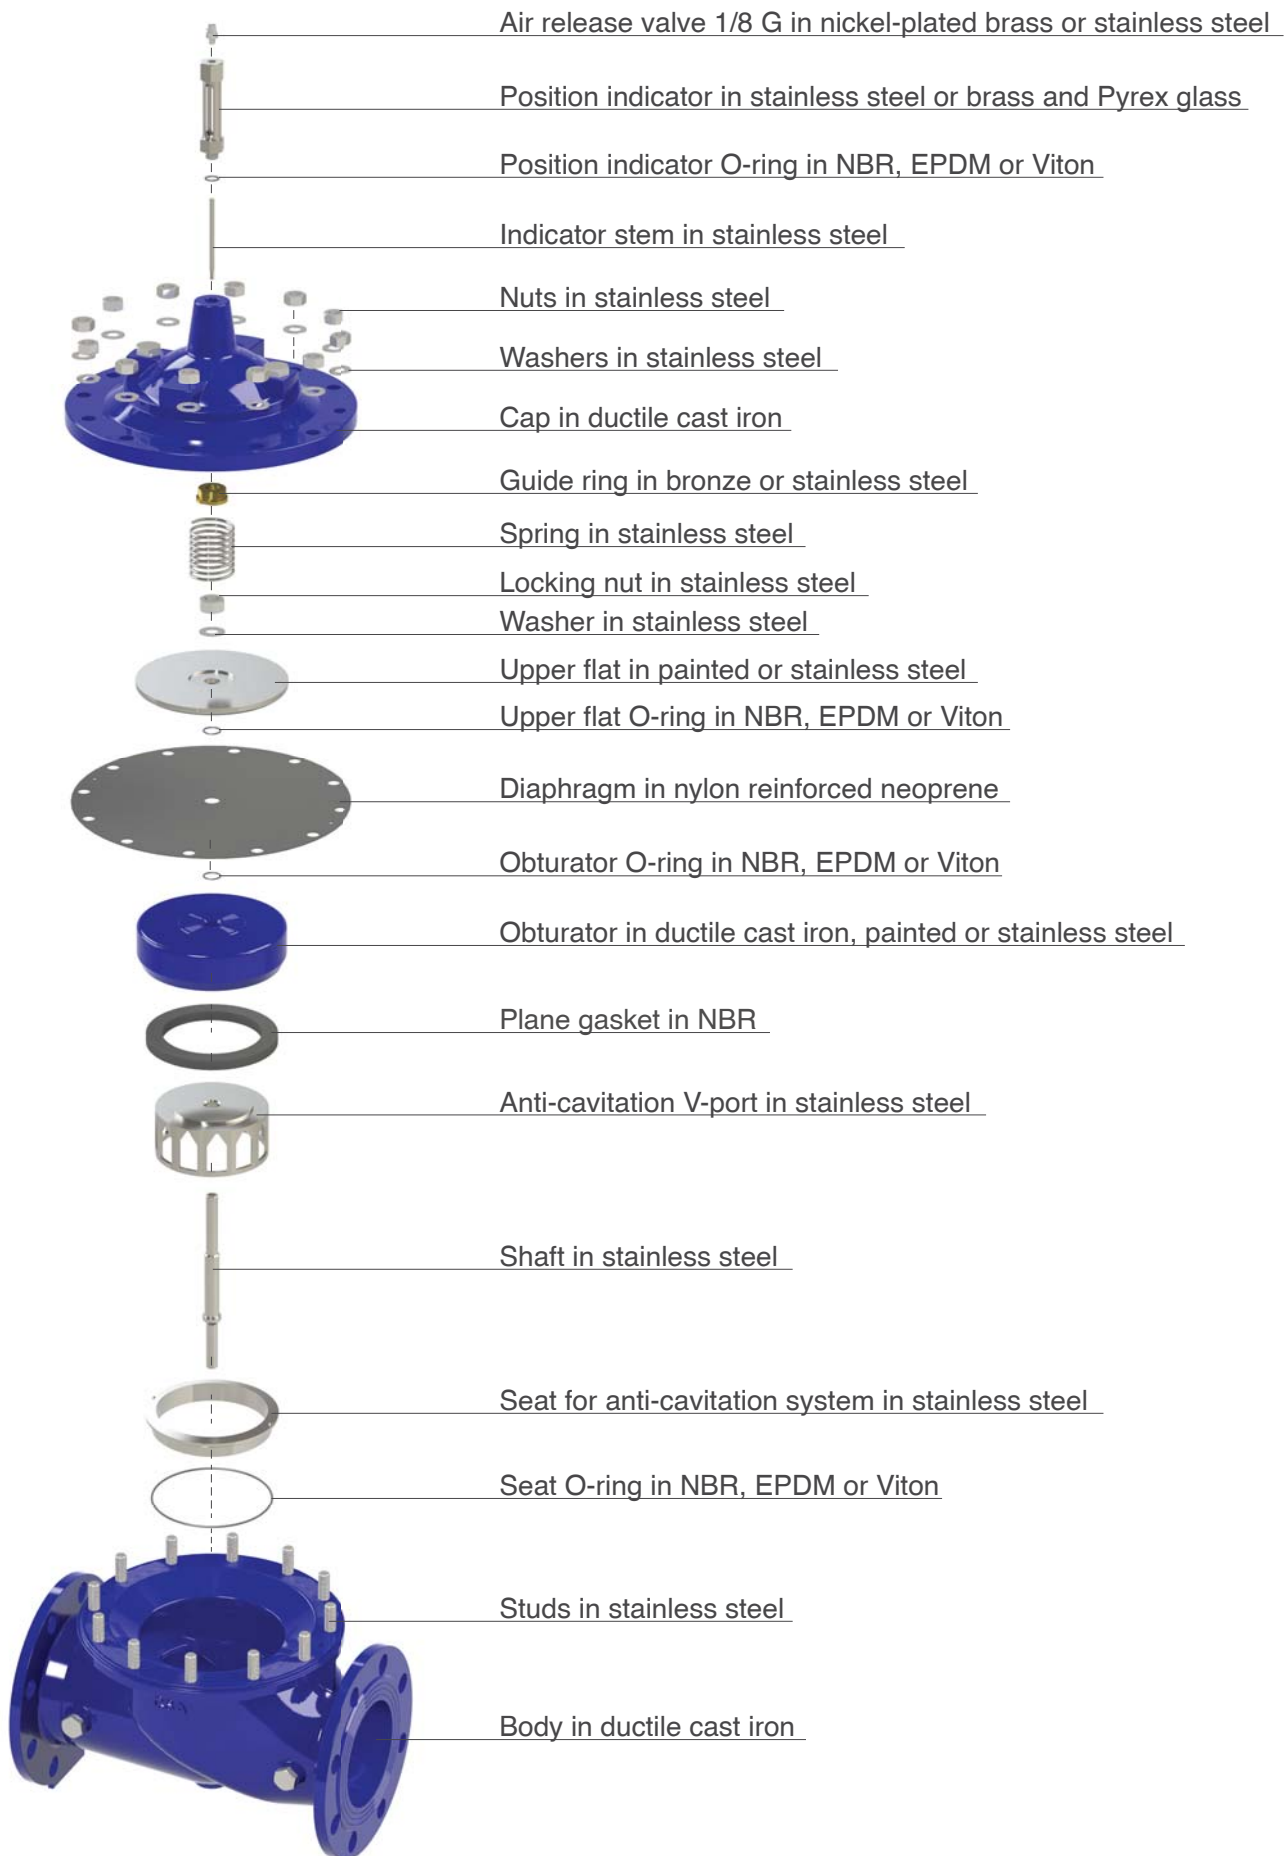 Air release valve 1/8 G in nickel-plated brass or stainless steel
Position indicator in stainless steel or brass and Pyrex glass
Position indicator O-ring in NBR, EPDM or Viton
Indicator stem in stainless steel
Nuts in stainless steel
Washers in stainless steel
Cap in ductile cast iron
Guide ring in bronze or stainless steel
Spring in stainless steel
Locking nut in stainless steel
Washer in stainless steel
Upper flat in painted or stainless steel
Upper flat O-ring in NBR, EPDM or Viton
Diaphragm in nylon reinforced neoprene
Obturator O-ring in NBR, EPDM or Viton
Obturator in ductile cast iron, painted or stainless steel
Plane gasket in NBR
Anti-cavitation V-port in stainless steel
Shaft in stainless steel
Seat for anti-cavitation system in stainless steel
Seat O-ring in NBR, EPDM or Viton
Studs in stainless steel
Body in ductile cast iron